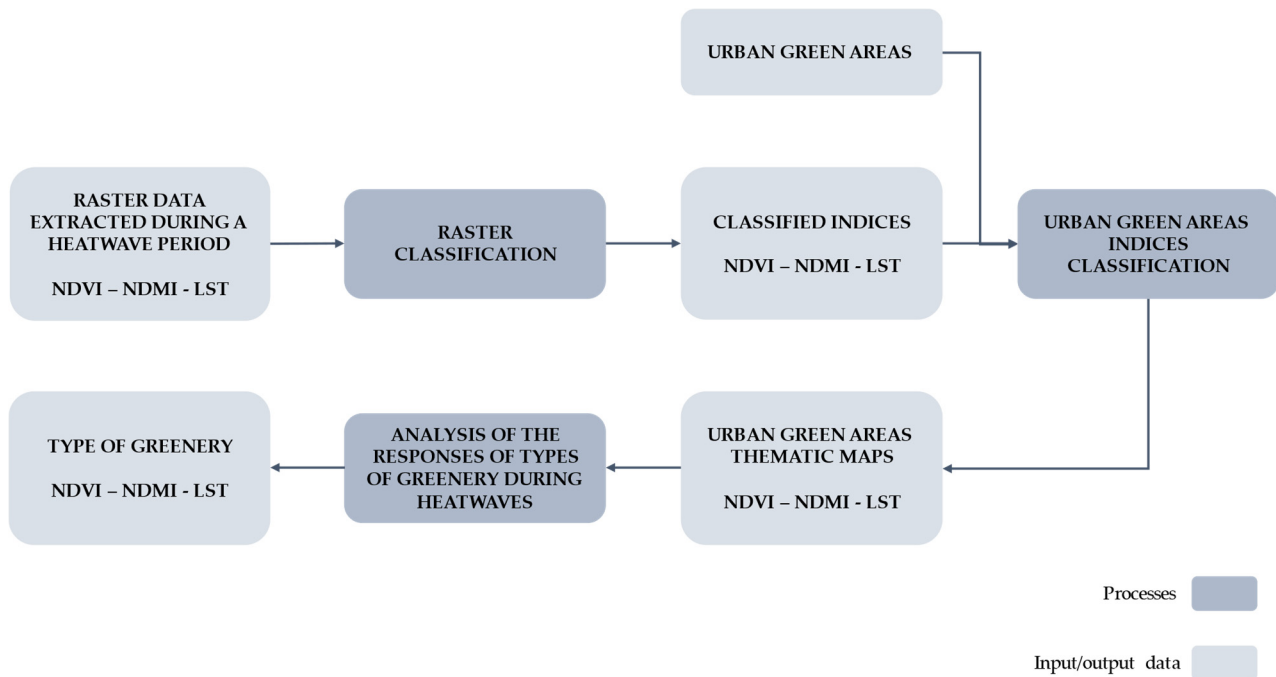 URBAN GREEN AREAS
RASTER DATA
EXTRACTED DURING A
HEATWAVE PERIOD
NDVI – NDMI - LST
RASTER
CLASSIFICATION
CLASSIFIED INDICES
NDVI – NDMI - LST
URBAN GREEN AREAS
INDICES
CLASSIFICATION
TYPE OF GREENERY
NDVI – NDMI - LST
ANALYSIS OF THE
RESPONSES OF TYPES
OF GREENERY DURING
HEATWAVES
URBAN GREEN AREAS
THEMATIC MAPS
NDVI – NDMI - LST
Processes
Input/output data